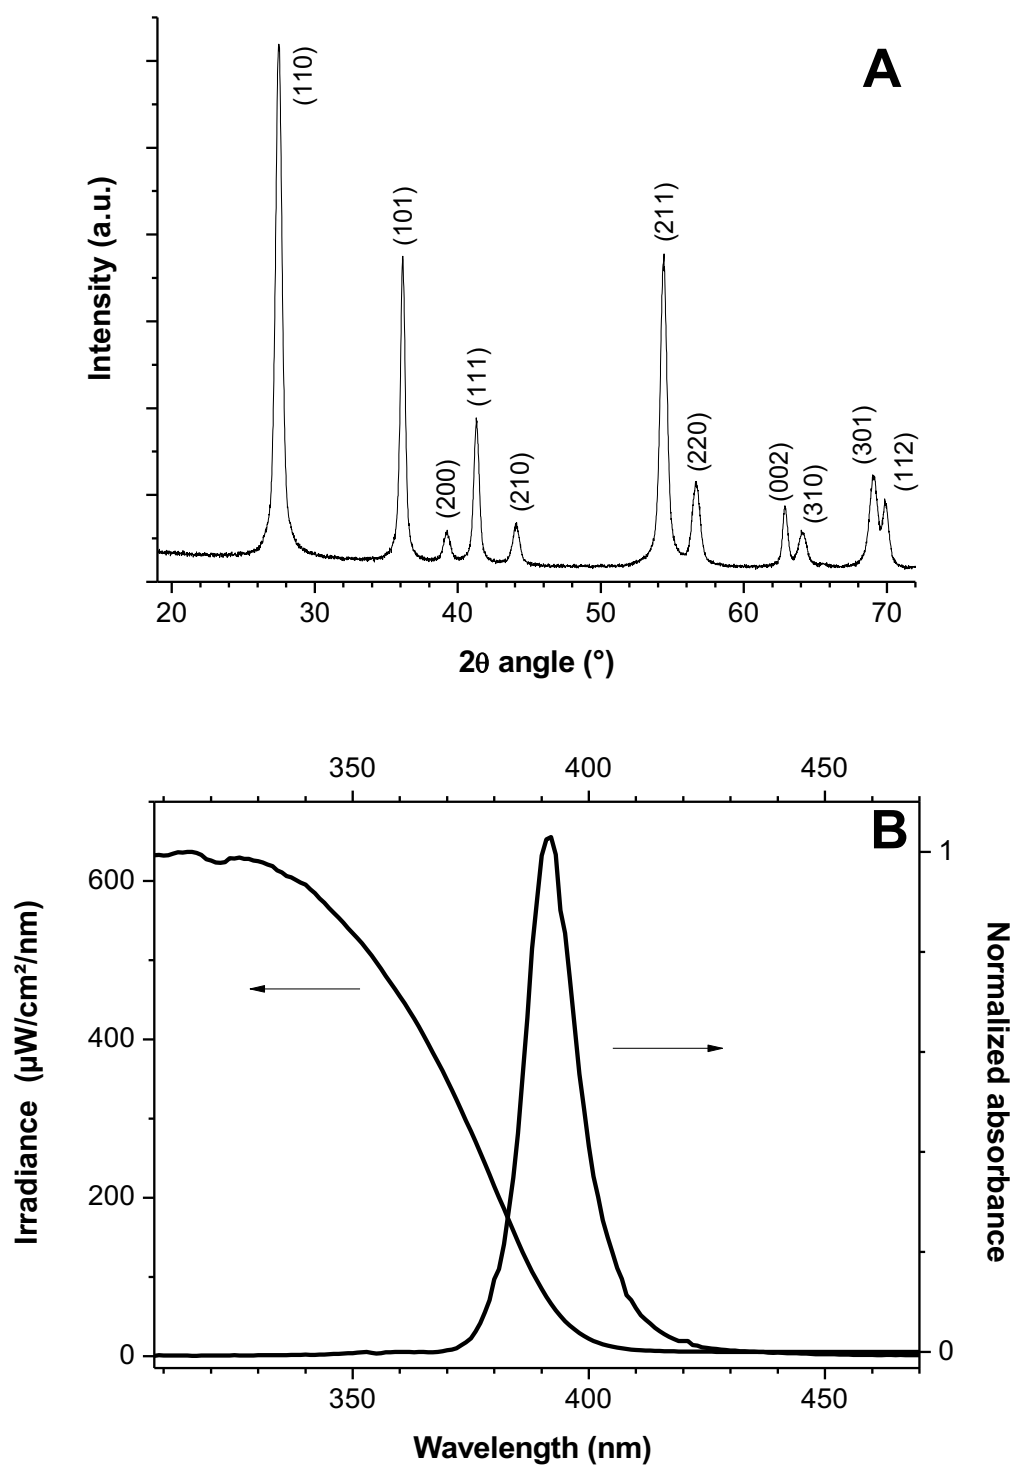 A
(110)
(101)
(200)
(111)
(210)
(211)
(220)
(002)
(310)
(301)
(112)
Intensity (a.u.)
20 30 40 50 60 70
2θ angle (°)
350 400 450
B
600
400
200
0
1
0
Irradiance (µW/cm²/nm)
Normalized absorbance
350 400 450
Wavelength (nm)